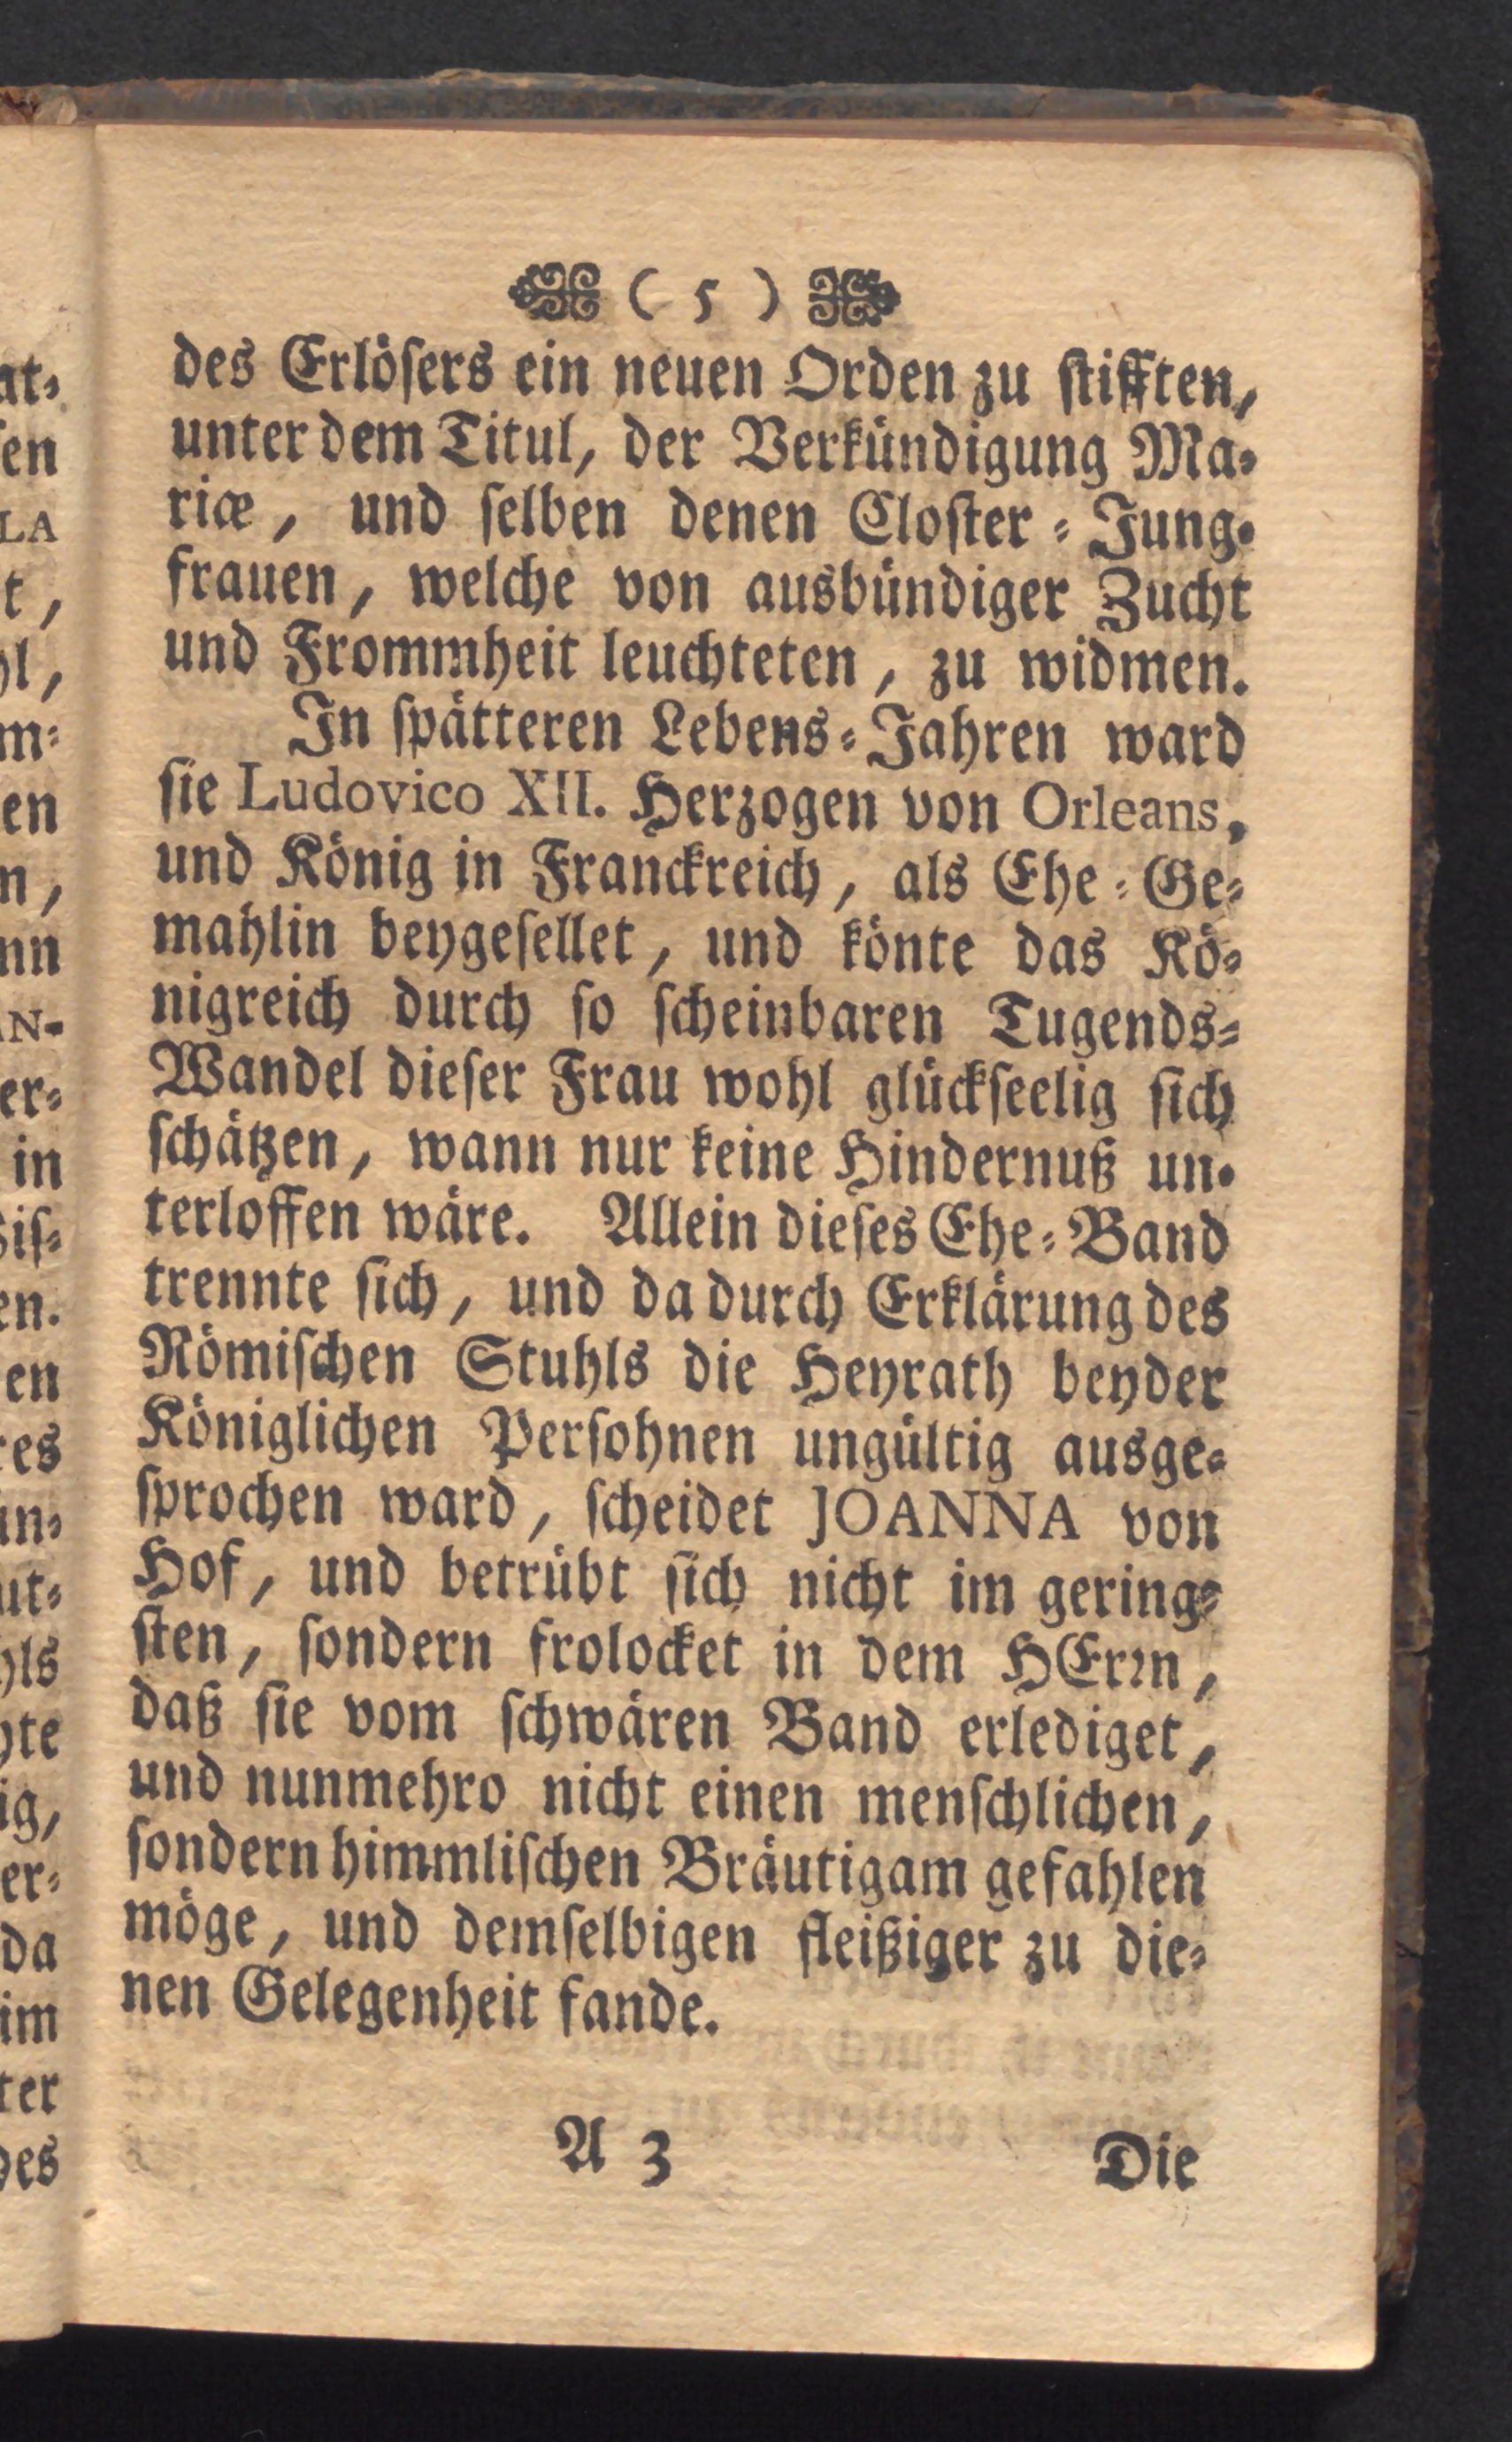 ( 5 )
des Erlöſers ein neuen Orden zu ſtifften,
unter dem Titul, der Verkündigung Ma-
riæ, und ſelben denen Cloſter-Jung-
frauen, welche von ausbündiger Zucht
und Frommheit leuchteten, zu widmen.
In ſpätteren Lebens-Jahren ward
ſie Ludovico XII. Herzogen von Orleans,
und König in Franckreich, als Ehe-Ge-
mahlin beygeſellet, und könte das Kö-
nigreich durch ſo ſcheinbaren Tugends-
Wandel dieſer Frau wohl glückſeelig ſich
ſchätzen, wann nur keine Hindernuß un-
terloffen wäre. Allein dieſes Ehe-Band
trennte ſich, und da durch Erklärung des
Römiſchen Stuhls die Heyrath beyder
Königlichen Perſohnen ungültig ausge-
ſprochen ward, ſcheidet JOANNA von
Hof, und betrübt ſich nicht im gering-
ſten, ſondern frolocket in dem HErꝛn,
daß ſie vom ſchwären Band erlediget,
und nunmehro nicht einen menſchlichen,
ſondern himmliſchen Bräutigam gefahlen
möge, und demſelbigen fleißiger zu die-
nen Gelegenheit fande.
A 3
Die